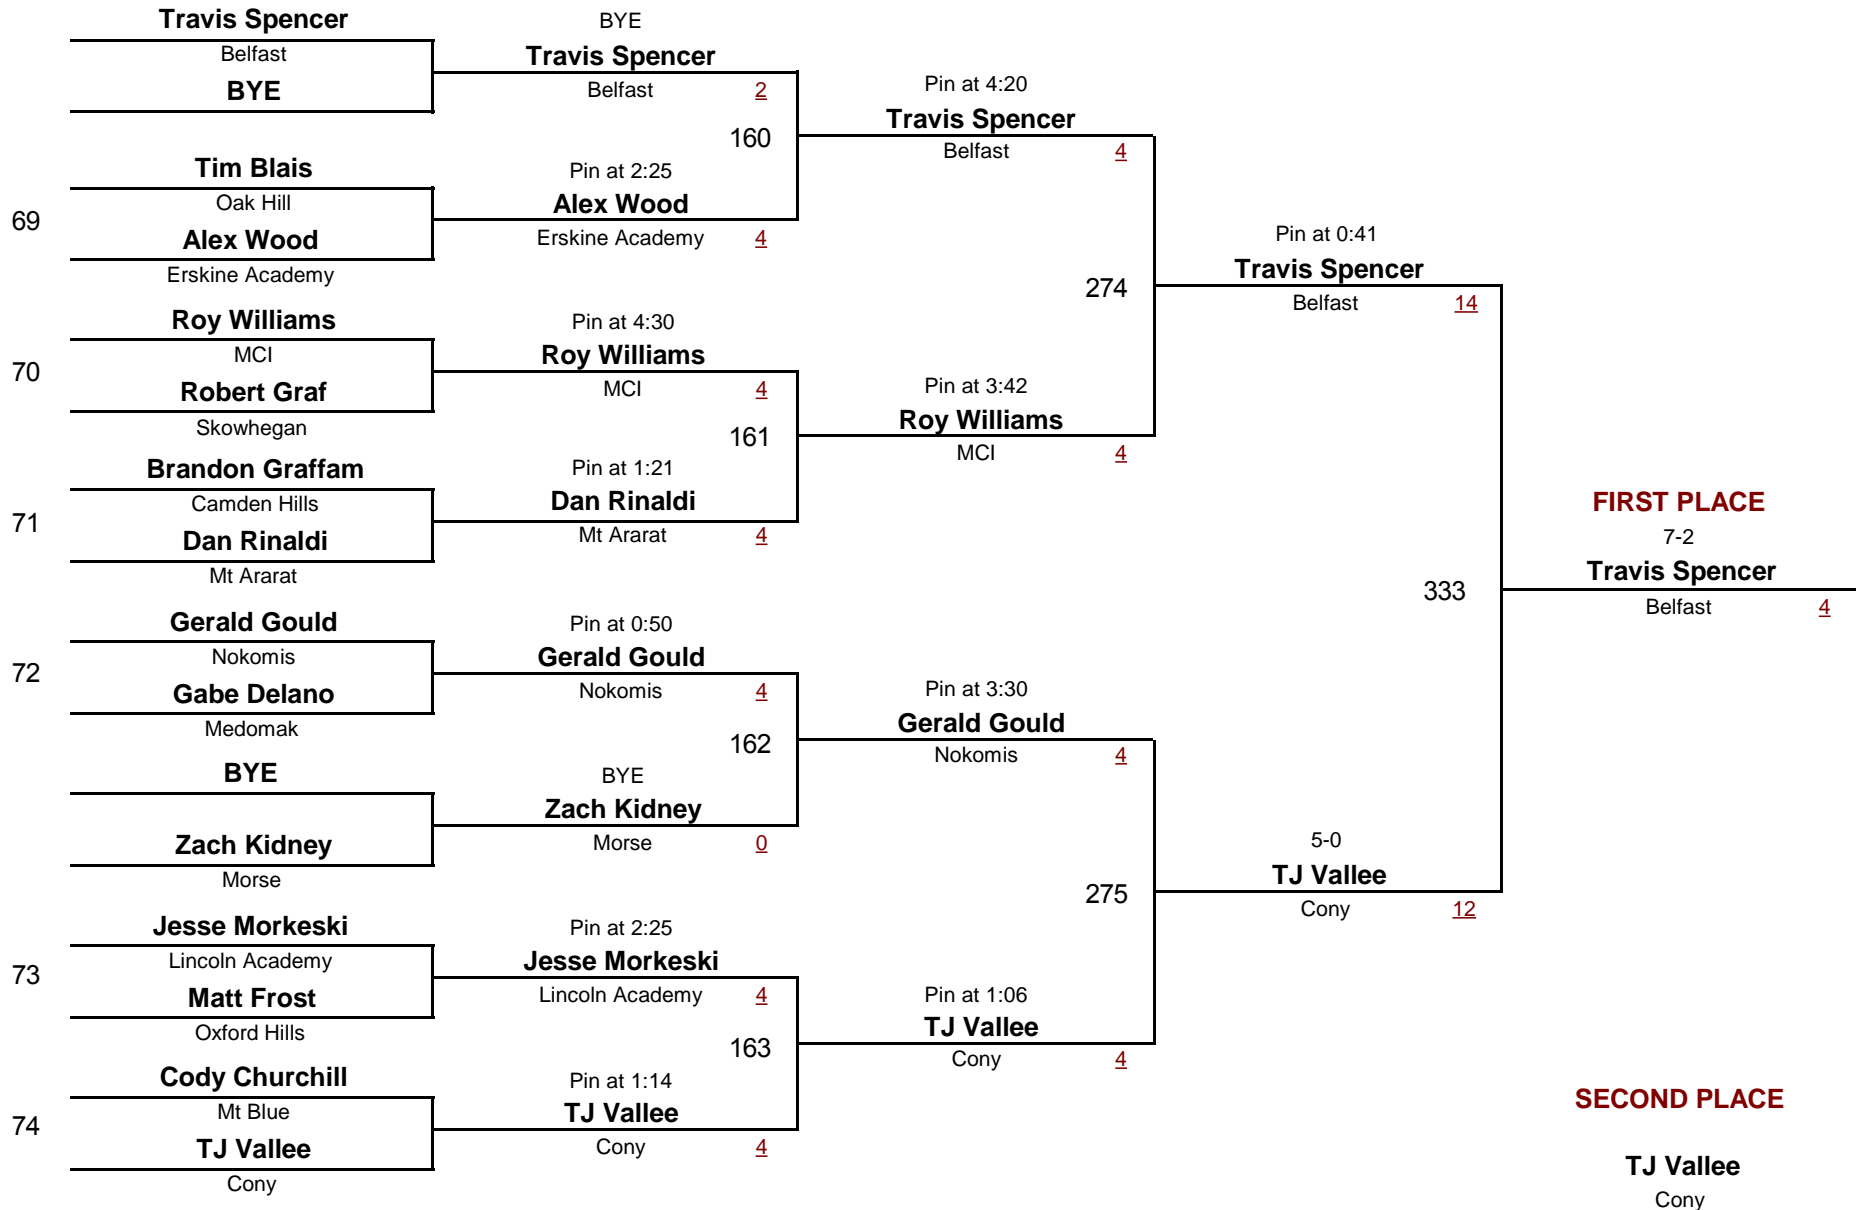 Travis Spencer
Belfast
BYE
69
Tim Blais
Oak Hill
Alex Wood
Erskine Academy
70
Roy Williams
MCI
Robert Graf
Skowhegan
71
Brandon Graffam
Camden Hills
Dan Rinaldi
Mt Ararat
72
Gerald Gould
Nokomis
Gabe Delano
Medomak
BYE
Zach Kidney
Morse
73
Jesse Morkeski
Lincoln Academy
Matt Frost
Oxford Hills
74
Cody Churchill
Mt Blue
TJ Vallee
Cony
BYE
Travis Spencer
Belfast 2
160
Pin at 2:25
Alex Wood
Erskine Academy 4
Pin at 4:30
Roy Williams
MCI 4
161
Pin at 1:21
Dan Rinaldi
Mt Ararat 4
Pin at 0:50
Gerald Gould
Nokomis 4
162
BYE
Zach Kidney
Morse 0
Pin at 2:25
Jesse Morkeski
Lincoln Academy 4
163
Pin at 1:14
TJ Vallee
Cony 4
Pin at 4:20
Travis Spencer
Belfast 4
274
Pin at 3:42
Roy Williams
MCI 4
Pin at 3:30
Gerald Gould
Nokomis 4
275
Pin at 1:06
TJ Vallee
Cony 4
Pin at 0:41
Travis Spencer
Belfast 14
333
5-0
TJ Vallee
Cony 12
FIRST PLACE
7-2
Travis Spencer
Belfast 4
SECOND PLACE
TJ Vallee
Cony